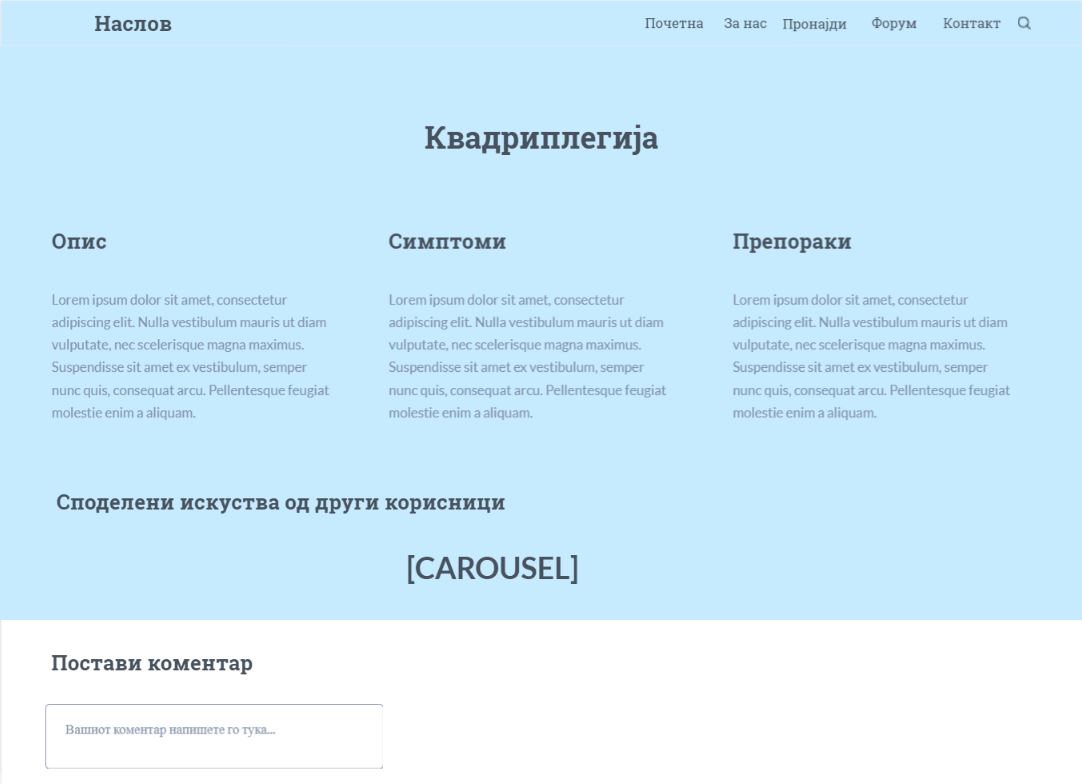 Наслов
Почетна За нас Пронајди Форум Контакт
Квадриплегија
Опис
Lorem ipsum dolor sit amet, consectetur
adipiscing elit. Nulla vestibulum mauris ut diam
vulputate, nec scelerisque magna maximus.
Suspendisse sit amet ex vestibulum, semper
nunc quis, consequat arcu. Pellentesque feugiat
molestie enim a aliquam.
Симптоми
Lorem ipsum dolor sit amet, consectetur
adipiscing elit. Nulla vestibulum mauris ut diam
vulputate, nec scelerisque magna maximus.
Suspendisse sit amet ex vestibulum, semper
nunc quis, consequat arcu. Pellentesque feugiat
molestie enim a aliquam.
Препораки
Lorem ipsum dolor sit amet, consectetur
adipiscing elit. Nulla vestibulum mauris ut diam
vulputate, nec scelerisque magna maximus.
Suspendisse sit amet ex vestibulum, semper
nunc quis, consequat arcu. Pellentesque feugiat
molestie enim a aliquam.
Споделени искуства од други корисници
[CAROUSEL]
Постави коментар
Вашиот коментар напишете го тука...